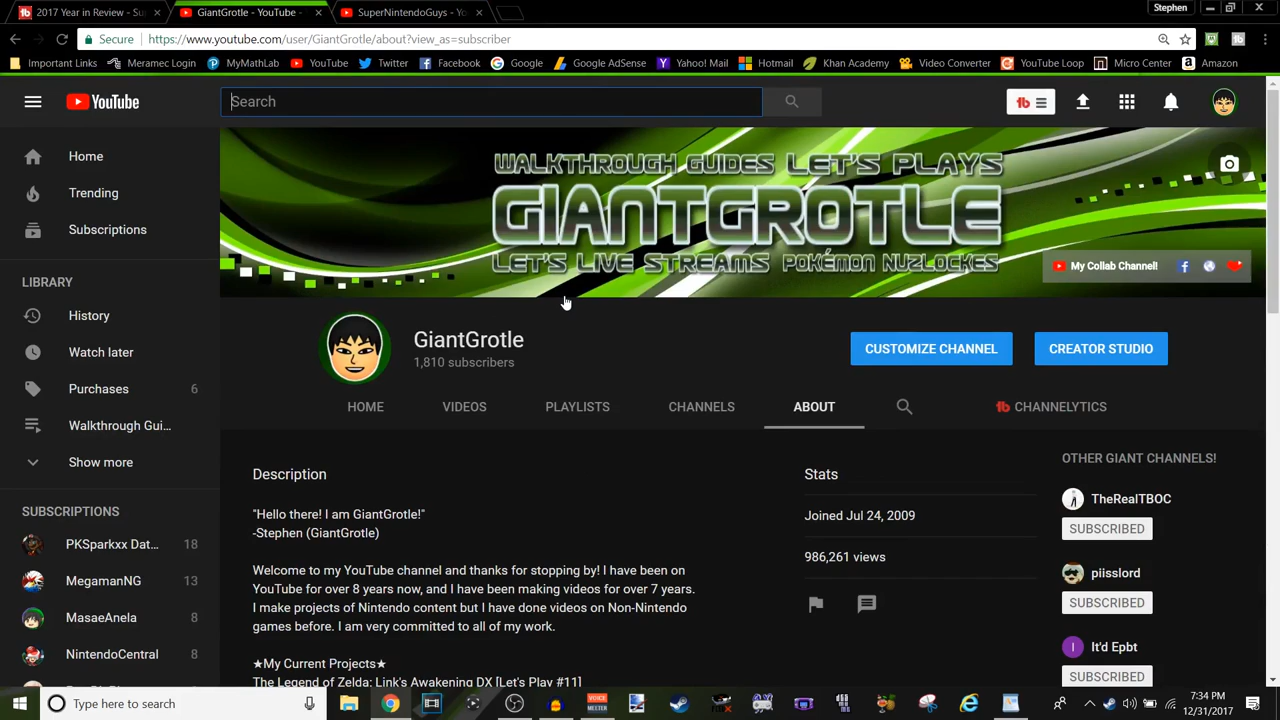 2017 Year in Review - Su
GiantGrotle - YouTube
SuperNintendoGuys - Yo
Stephen
Secure
https://www.youtube.com/user/GiantGrotle/about?view_as=subscriber
Important Links
Meramec Login
MyMathLab
YouTube
Twitter
Facebook
Google
Google AdSense
Yahoo! Mail
Hotmail
Khan Academy
Video Converter
YouTube Loop
Micro Center
Amazon
YouTube
Search
tb
Home
Trending
Subscriptions
LIBRARY
History
Watch later
Purchases 6
Walkthrough Gui...
Show more
SUBSCRIPTIONS
PKSparkxx Dat... 18
MegamanNG 13
MasaeAnela 8
NintendoCentral 8
WALKTHROUGH GUIDES LET'S PLAYS
GIANTGROTLE
LET'S LIVE STREAMS POKÉMON NUZLOCKES
My Collab Channel!
GiantGrotle
1,810 subscribers
CUSTOMIZE CHANNEL
CREATOR STUDIO
HOME
VIDEOS
PLAYLISTS
CHANNELS
ABOUT
tb CHANNELYTICS
Description
"Hello there! I am GiantGrotle!"
-Stephen (GiantGrotle)
Welcome to my YouTube channel and thanks for stopping by! I have been on
YouTube for over 8 years now, and I have been making videos for over 7 years.
I make projects of Nintendo content but I have done videos on Non-Nintendo
games before. I am very committed to all of my work.
★My Current Projects★
The Legend of Zelda: Link's Awakening DX [Let's Play #11]
Stats
Joined Jul 24, 2009
986,261 views
OTHER GIANT CHANNELS!
TheRealTBOC
SUBSCRIBED
piisslord
SUBSCRIBED
I It'd Epbt
SUBSCRIBED
Type here to search
VOICE
MEETER
7:34 PM
12/31/2017